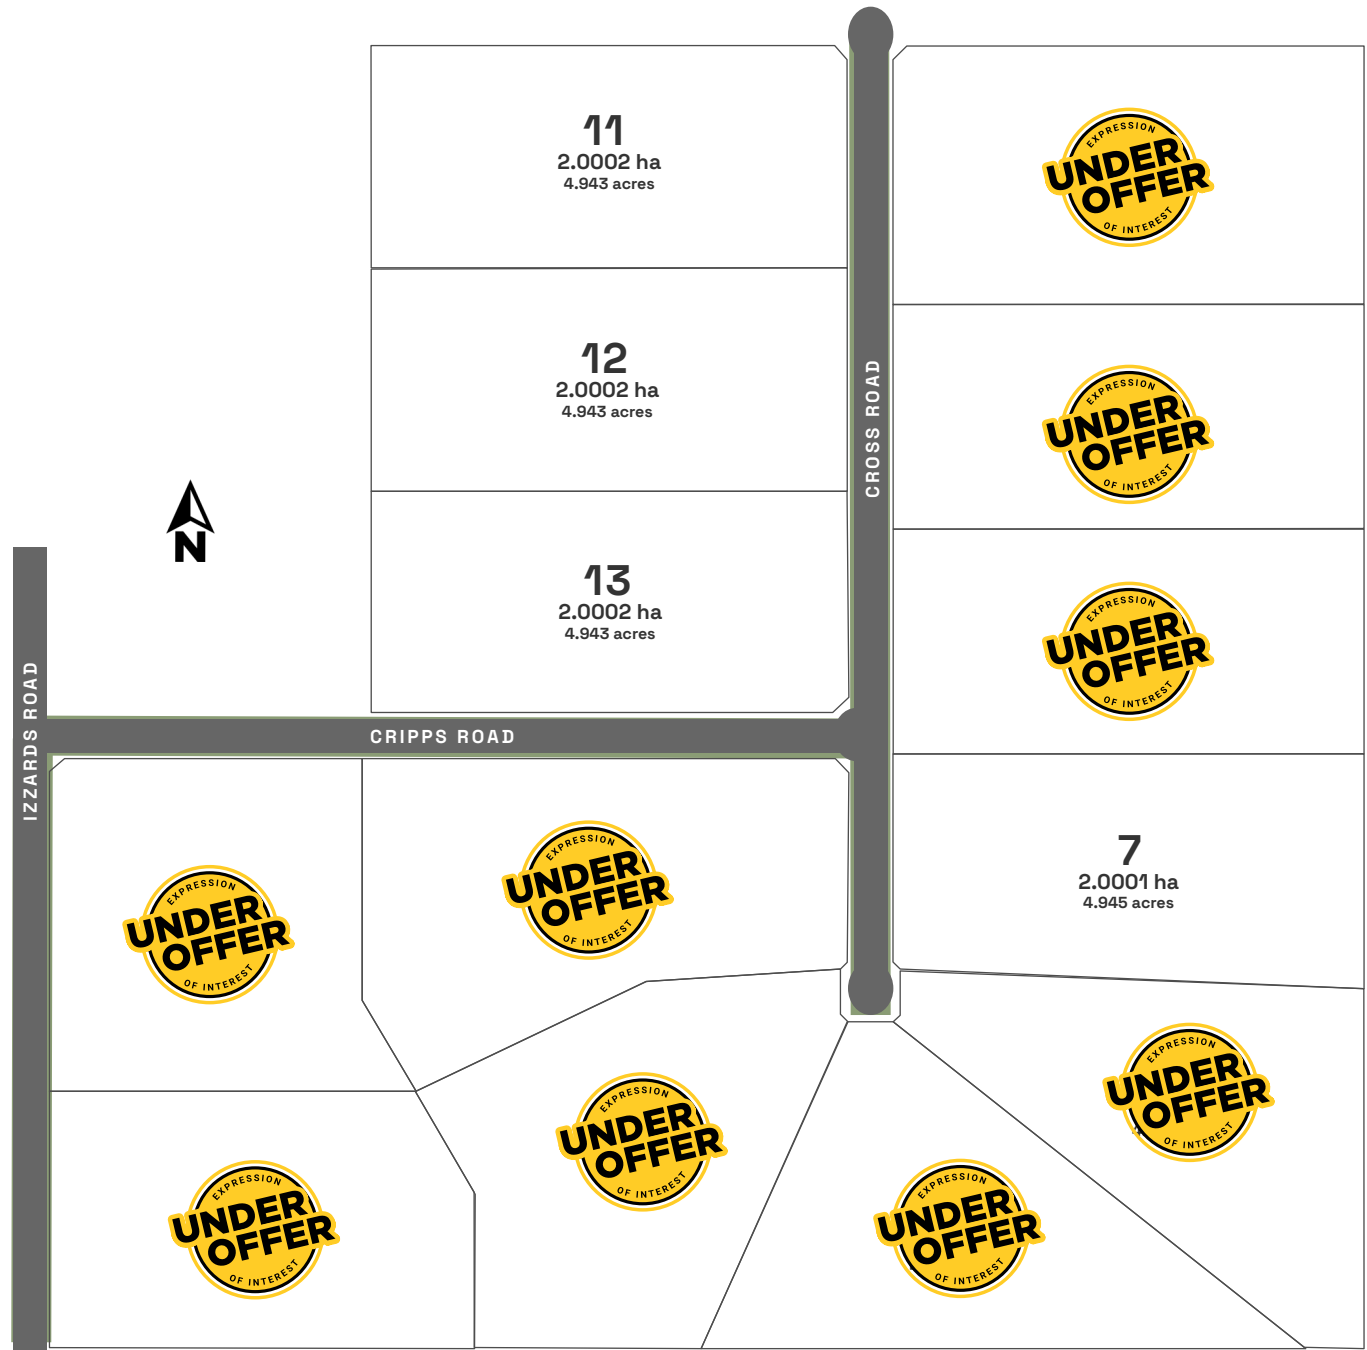 11
2.0002 ha
4.943 acres
EXPRESSION
UNDER
OFFER
OF INTEREST
12
2.0002 ha
4.943 acres
CROSS ROAD
EXPRESSION
UNDER
OFFER
OF INTEREST
N
13
2.0002 ha
4.943 acres
EXPRESSION
UNDER
OFFER
OF INTEREST
IZZARDS ROAD
CRIPPS ROAD
EXPRESSION
UNDER
OFFER
OF INTEREST
EXPRESSION
UNDER
OFFER
OF INTEREST
7
2.0001 ha
4.945 acres
EXPRESSION
UNDER
OFFER
OF INTEREST
EXPRESSION
UNDER
OFFER
OF INTEREST
EXPRESSION
UNDER
OFFER
OF INTEREST
EXPRESSION
UNDER
OFFER
OF INTEREST